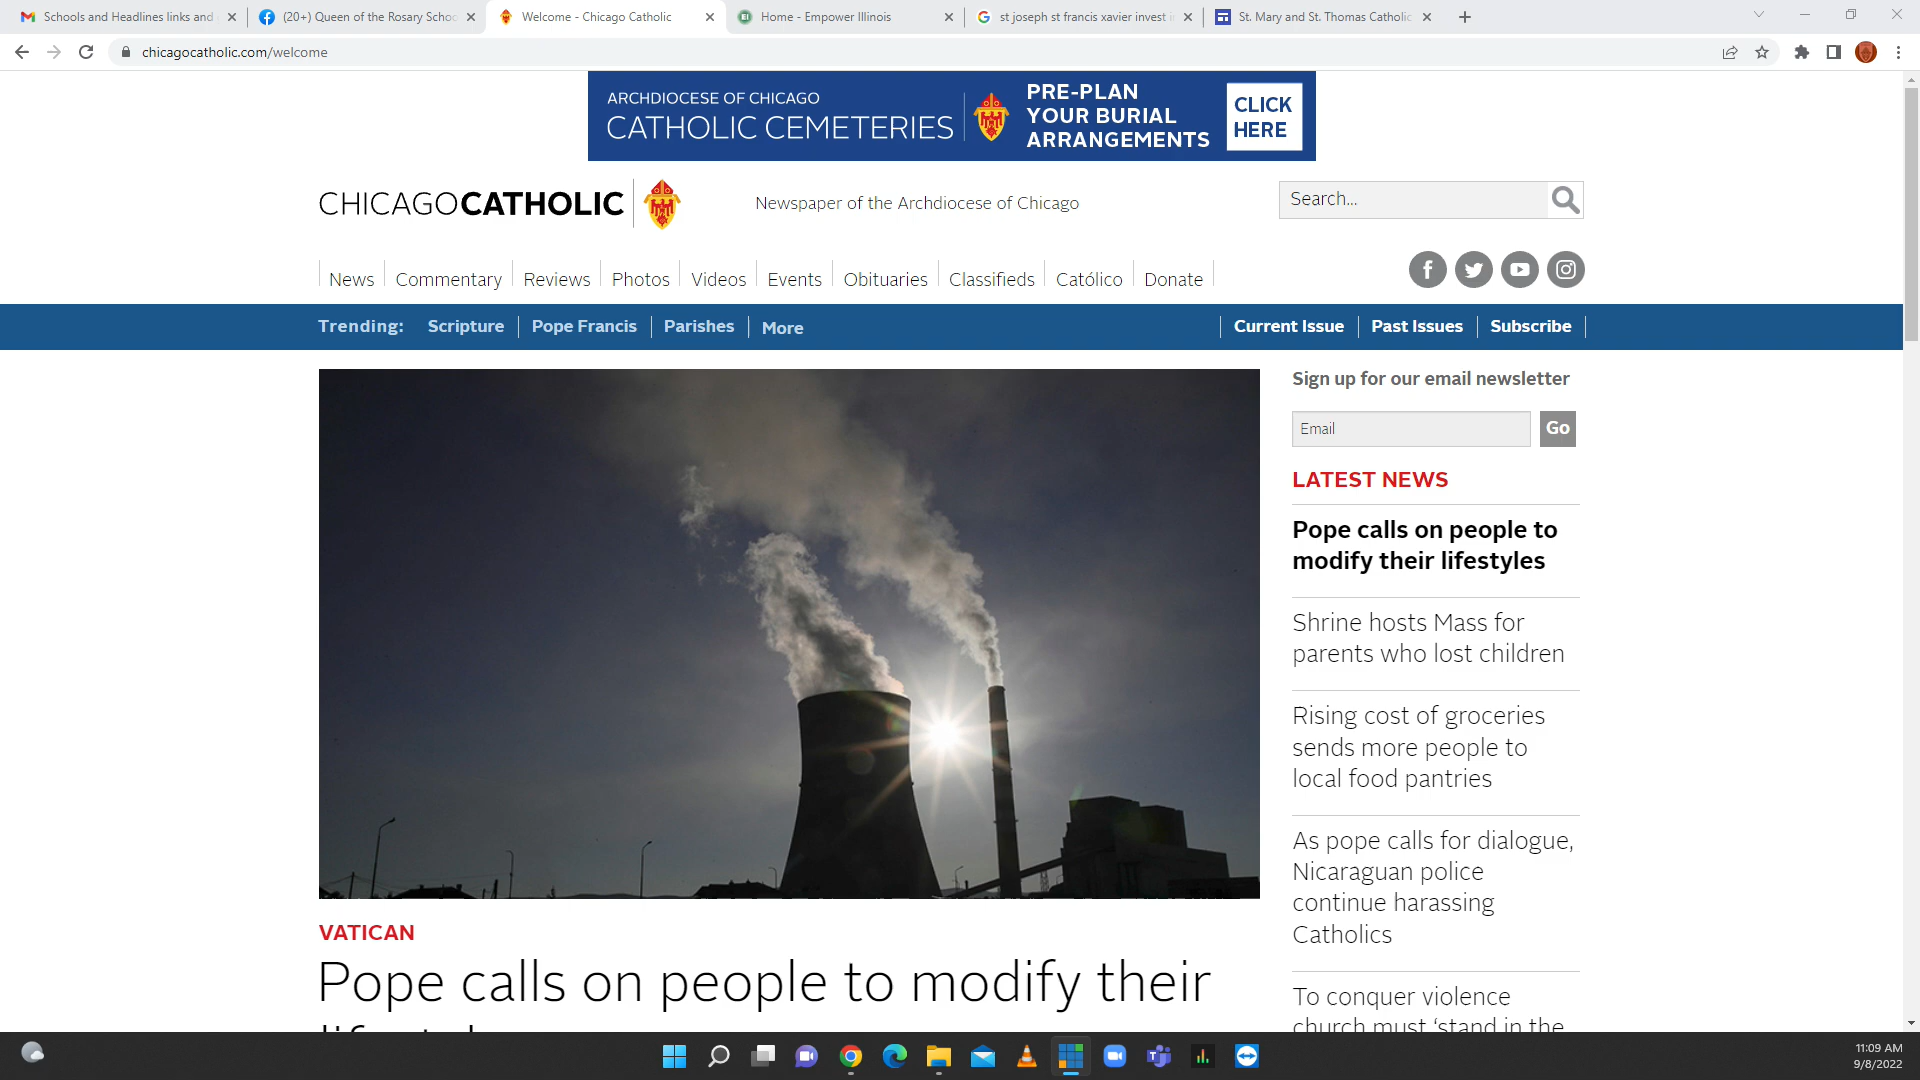 Schools and Headlines links and
(20+) Queen of the Rosary Schoo
Welcome - Chicago Catholic
Home - Empower Illinois
st joseph st francis xavier invest i
St. Mary and St. Thomas Catholic
chicagocatholic.com/welcome
ARCHDIOCESE OF CHICAGO
CATHOLIC CEMETERIES
PRE-PLAN
YOUR BURIAL
ARRANGEMENTS
CLICK
HERE
CHICAGOCATHOLIC
Newspaper of the Archdiocese of Chicago
Search...
News
Commentary
Reviews
Photos
Videos
Events
Obituaries
Classifieds
Católico
Donate
Trending:
Scripture
Pope Francis
Parishes
More
Current Issue
Past Issues
Subscribe
Sign up for our email newsletter
Email
Go
LATEST NEWS
Pope calls on people to
modify their lifestyles
Shrine hosts Mass for
parents who lost children
Rising cost of groceries
sends more people to
local food pantries
As pope calls for dialogue,
Nicaraguan police
continue harassing
Catholics
To conquer violence
church must ‘stand in the
VATICAN
Pope calls on people to modify their
11:09 AM
9/8/2022